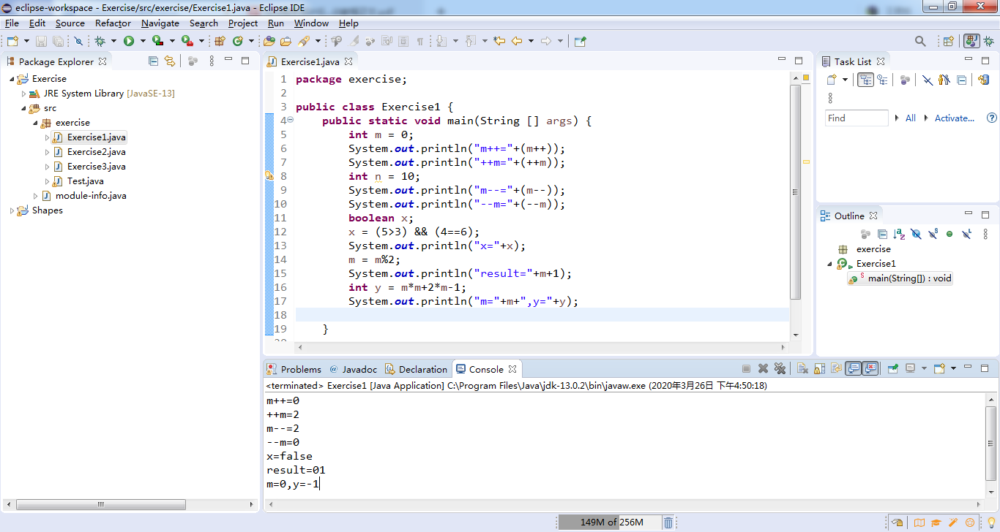 eclipse-workspace - Exercise/src/exercise/Exercise1.java - Eclipse IDE
File Edit Source Refactor Navigate Search Project Run Window Help
Package Explorer
Exercise
JRE System Library [JavaSE-13]
src
exercise
Exercise1.java
Exercise2.java
Exercise3.java
Test.java
module-info.java
Shapes
Exercise1.java
1 package exercise;
2
3 public class Exercise1 {
4 public static void main(String [] args) {
5 int m = 0;
6 System.out.println("m++="+(m++));
7 System.out.println("++m="+(++m));
8 int n = 10;
9 System.out.println("m--="+(m--));
10 System.out.println("--m="+(--m));
11 boolean x;
12 x = (5>3) && (4==6);
13 System.out.println("x="+x);
14 m = m%2;
15 System.out.println("result="+m+1);
16 int y = m*m+2*m-1;
17 System.out.println("m="+m+",y="+y);
18
19 }
Task List
Find All Activate...
Outline
exercise
Exercise1
main(String[]) : void
Problems @ Javadoc Declaration Console
<terminated> Exercise1 [Java Application] C:\Program Files\Java\jdk-13.0.2\bin\javaw.exe (2020年3月26日 下午4:50:18)
m++=0
++m=2
m--=2
--m=0
x=false
result=01
m=0,y=-1
149M of 256M